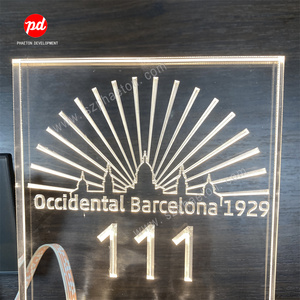 pd
PHAETON DEVELOPMENT
Occidental Barcelona 1929
111